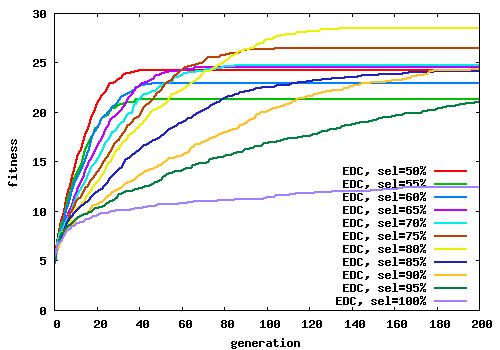 30
25
20
15
10
5
0
fitness
EDC, sel=50%
EDC, sel=55%
EDC, sel=60%
EDC, sel=65%
EDC, sel=70%
EDC, sel=75%
EDC, sel=80%
EDC, sel=85%
EDC, sel=90%
EDC, sel=95%
EDC, sel=100%
0 20 40 60 80 100 120 140 160 180 200
generation